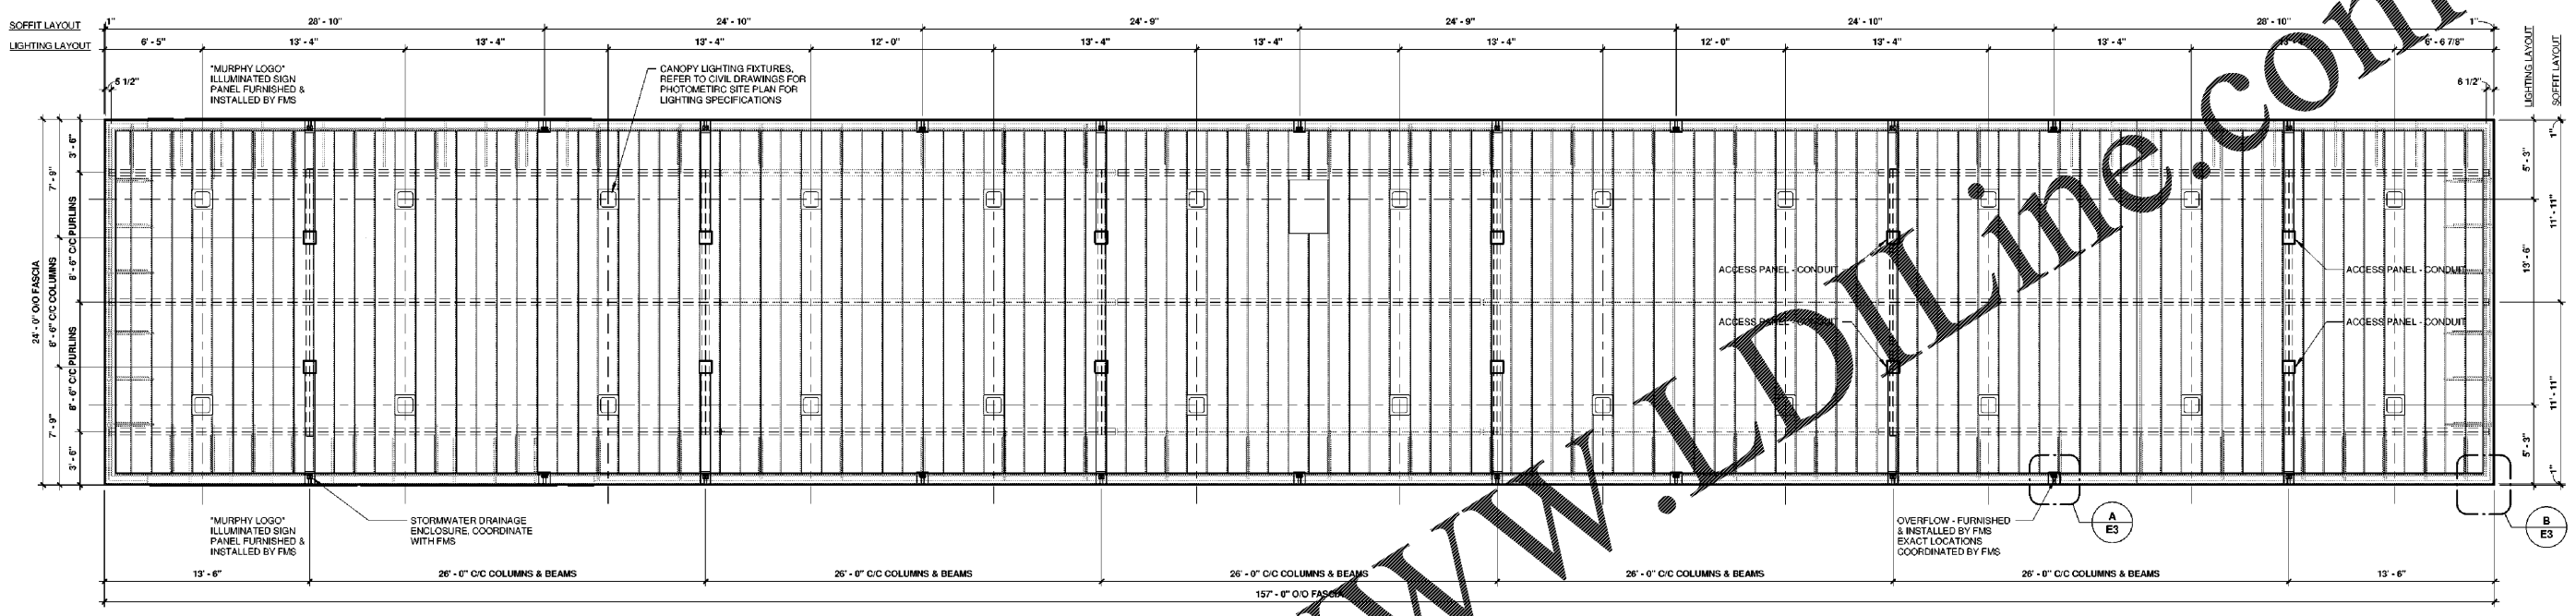 SOFFIT LAYOUT
1" 28' - 10" 24' - 10" 24' - 9" 24' - 9" 24' - 10" 28' - 10" 1"
LIGHTING LAYOUT
6' - 5" 13' - 4" 13' - 4" 13' - 4" 12' - 0" 13' - 4" 13' - 4" 13' - 4" 12' - 0" 13' - 4" 13' - 4" 6' - 6 7/8"
LIGHTING LAYOUT
SOFFIT LAYOUT
5 1/2"
"MURPHY LOGO"
ILLUMINATED SIGN
PANEL FURNISHED &
INSTALLED BY FMS
CANOPY LIGHTING FIXTURES,
REFER TO CIVIL DRAWINGS FOR
PHOTOMETIRC SITE PLAN FOR
LIGHTING SPECIFICATIONS
6 1/2"
24' - 0" O/O FASCIA
7' - 9"
8' - 6" C/C COLUMNS
7' - 9"
3' - 6"
8' - 6" C/C PURLINS
8' - 6" C/C PURLINS
3' - 6"
ACCESS PANEL - CONDUIT
ACCESS PANEL - CONDUIT
ACCESS PANEL - CONDUIT
ACCESS PANEL - CONDUIT
5' - 3"
13' - 6"
5' - 3"
1"
11' - 11"
11' - 11"
1"
"MURPHY LOGO"
ILLUMINATED SIGN
PANEL FURNISHED &
INSTALLED BY FMS
STORMWATER DRAINAGE
ENCLOSURE, COORDINATE
WITH FMS
OVERFLOW - FURNISHED
& INSTALLED BY FMS
EXACT LOCATIONS
COORDINATED BY FMS
A
E3
B
E3
13' - 6" 26' - 0" C/C COLUMNS & BEAMS 26' - 0" C/C COLUMNS & BEAMS 26' - 0" C/C COLUMNS & BEAMS 26' - 0" C/C COLUMNS & BEAMS 26' - 0" C/C COLUMNS & BEAMS 13' - 6"
157' - 0" O/O FASCIA
www.LDILine.com